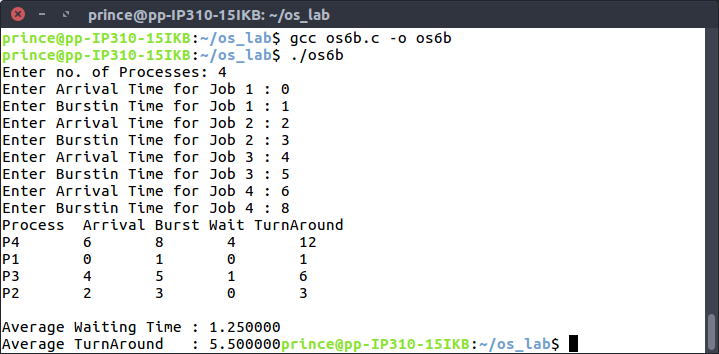 prince@pp-IP310-15IKB: ~/os_lab
prince@pp-IP310-15IKB:~/os_lab$ gcc os6b.c -o os6b
prince@pp-IP310-15IKB:~/os_lab$ ./os6b
Enter no. of Processes: 4
Enter Arrival Time for Job 1 : 0
Enter Burstin Time for Job 1 : 1
Enter Arrival Time for Job 2 : 2
Enter Burstin Time for Job 2 : 3
Enter Arrival Time for Job 3 : 4
Enter Burstin Time for Job 3 : 5
Enter Arrival Time for Job 4 : 6
Enter Burstin Time for Job 4 : 8
Process  Arrival Burst Wait TurnAround
P4       6       8       4       12
P1       0       1       0       1
P3       4       5       1       6
P2       2       3       0       3
Average Waiting Time : 1.250000
Average TurnAround   : 5.500000prince@pp-IP310-15IKB:~/os_lab$